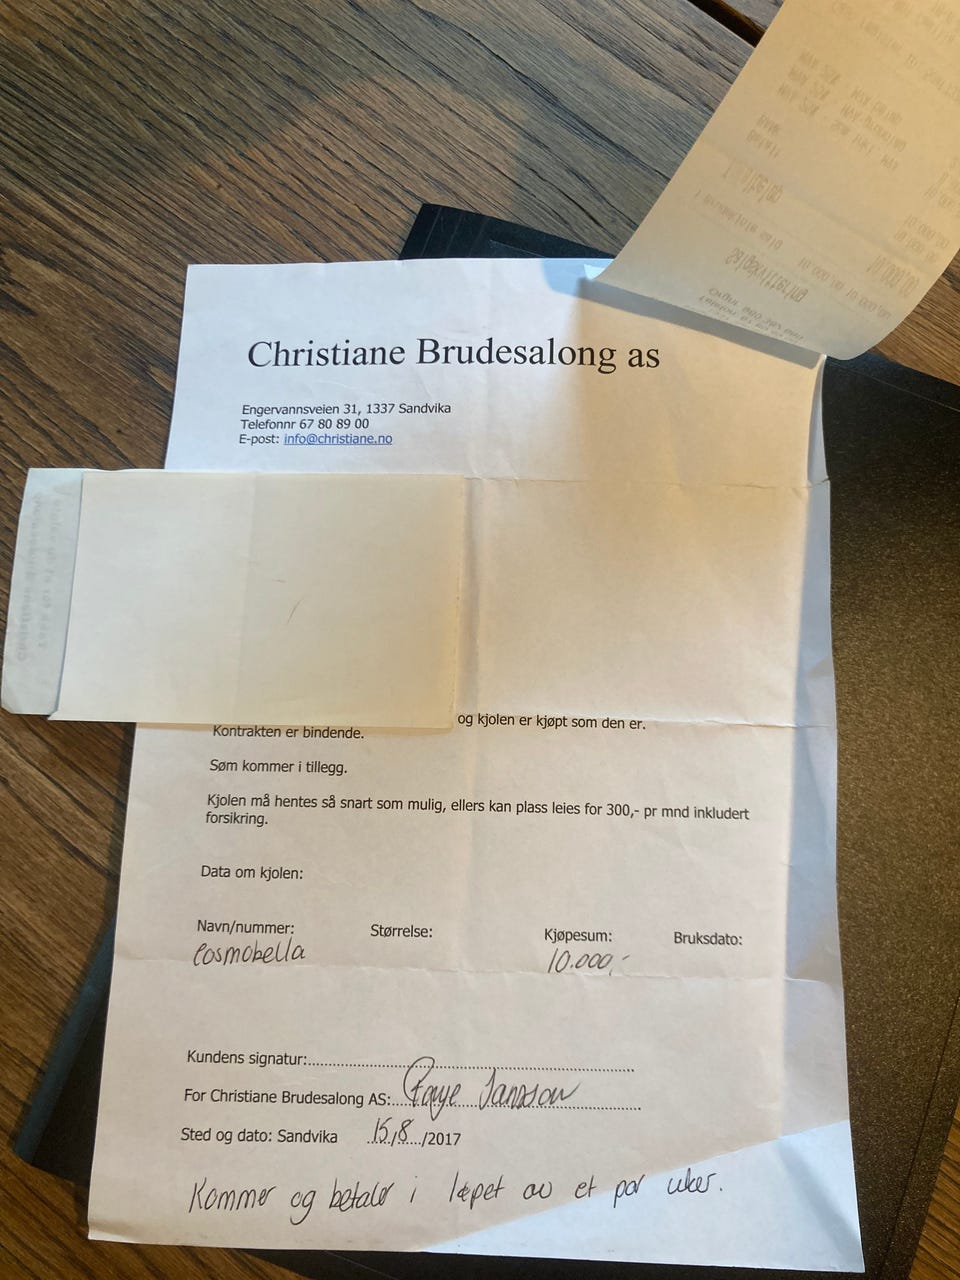 Christiane Brudesalong as
Engervannsveien 31, 1337 Sandvika
Telefonnr 67 80 89 00
E-post: info@christiane.no
og kjolen er kjøpt som den er.
Kontrakten er bindende.
Søm kommer i tillegg.
Kjolen må hentes så snart som mulig, ellers kan plass leies for 300,- pr mnd inkludert
forsikring.
Data om kjolen:
Navn/nummer: Størrelse: Kjøpesum: Bruksdato:
Cosmobella 10.000,-
Kundens signatur:
For Christiane Brudesalong AS: Faye Jansson
Sted og dato: Sandvika 15/8 /2017
Kommer og betaler i løpet av et par uker.